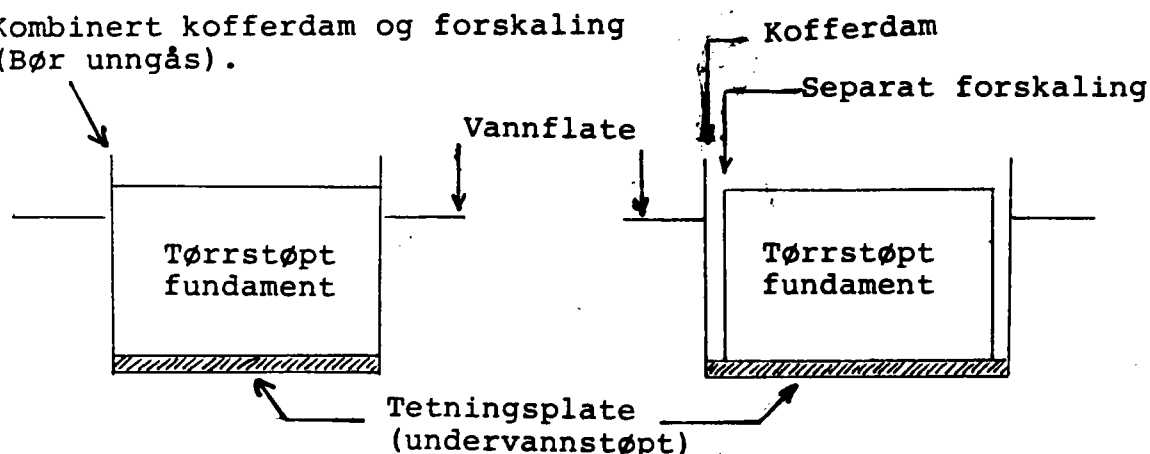 Kombinert kofferdam og forskaling
(Bør unngås).
Kofferdam
Separat forskaling
Vannflate
Tørrstøpt
fundament
Tørrstøpt
fundament
Tetningsplate
(undervannstøpt)